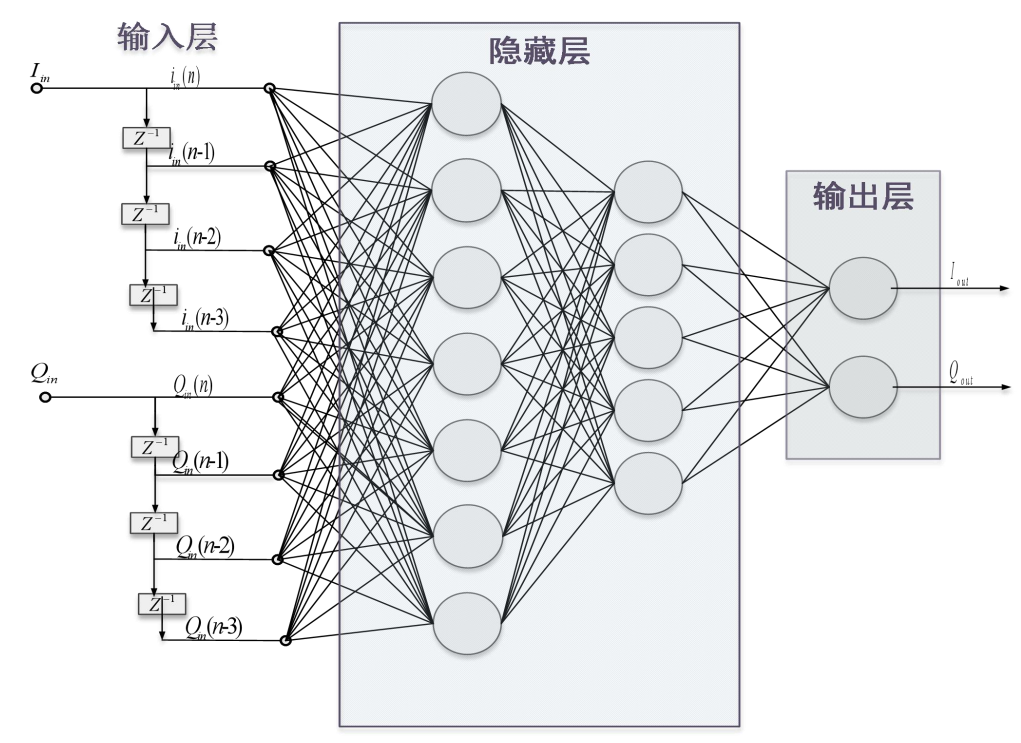 输入层
隐藏层
输出层
I_in
i_in(n)
Z^-1
i_in(n-1)
Z^-1
i_in(n-2)
Z^-1
i_in(n-3)
Q_in
Q_in(n)
Z^-1
Q_in(n-1)
Z^-1
Q_in(n-2)
Z^-1
Q_in(n-3)
I_out
Q_out